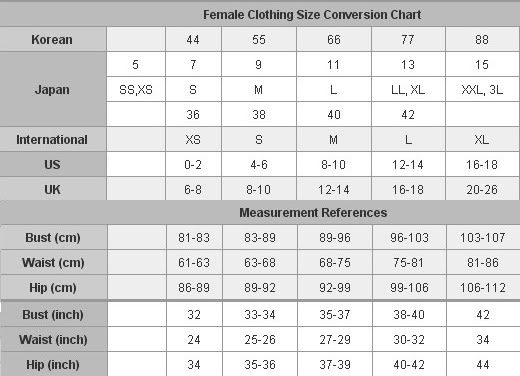 Female Clothing Size Conversion Chart
Korean 44 55 66 77 88
5 7 9 11 13 15
Japan SS,XS S M L LL, XL XXL, 3L
36 38 40 42
International XS S M L XL
US 0-2 4-6 8-10 12-14 16-18
UK 6-8 8-10 12-14 16-18 20-26
Measurement References
Bust (cm) 81-83 83-89 89-96 96-103 103-107
Waist (cm) 61-63 63-68 68-75 75-81 81-86
Hip (cm) 86-89 89-92 92-99 99-106 106-112
Bust (inch) 32 33-34 35-37 38-40 42
Waist (inch) 24 25-26 27-29 30-32 34
Hip (inch) 34 35-36 37-39 40-42 44